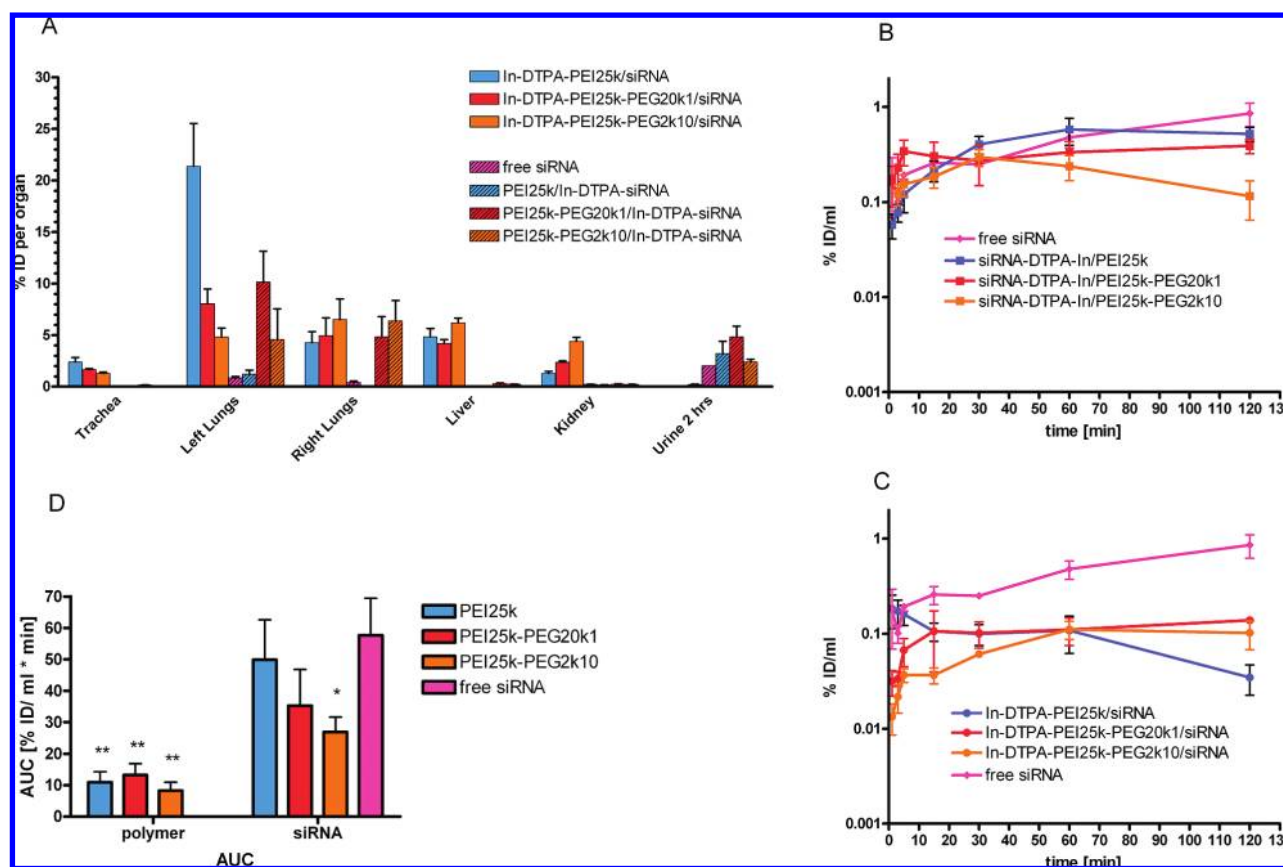 A
% ID per organ
30
25
20
15
10
5
0
In-DTPA-PEI25k/siRNA
In-DTPA-PEI25k-PEG20k1/siRNA
In-DTPA-PEI25k-PEG2k10/siRNA
free siRNA
PEI25k/In-DTPA-siRNA
PEI25k-PEG20k1/In-DTPA-siRNA
PEI25k-PEG2k10/In-DTPA-siRNA
Trachea
Left Lungs
Right Lungs
Liver
Kidney
Urine 2 hrs
B
% ID/ml
1
0.1
0.01
0.001
free siRNA
siRNA-DTPA-In/PEI25k
siRNA-DTPA-In/PEI25k-PEG20k1
siRNA-DTPA-In/PEI25k-PEG2k10
0 10 20 30 40 50 60 70 80 90 100 110 120 13
time [min]
D
AUC [% ID/ ml * min]
70
60
50
40
30
20
10
0
** ** **
*
PEI25k
PEI25k-PEG20k1
PEI25k-PEG2k10
free siRNA
polymer siRNA
AUC
C
% ID/ml
1
0.1
0.01
0.001
In-DTPA-PEI25k/siRNA
In-DTPA-PEI25k-PEG20k1/siRNA
In-DTPA-PEI25k-PEG2k10/siRNA
free siRNA
0 10 20 30 40 50 60 70 80 90 100 110 120 13
time [min]